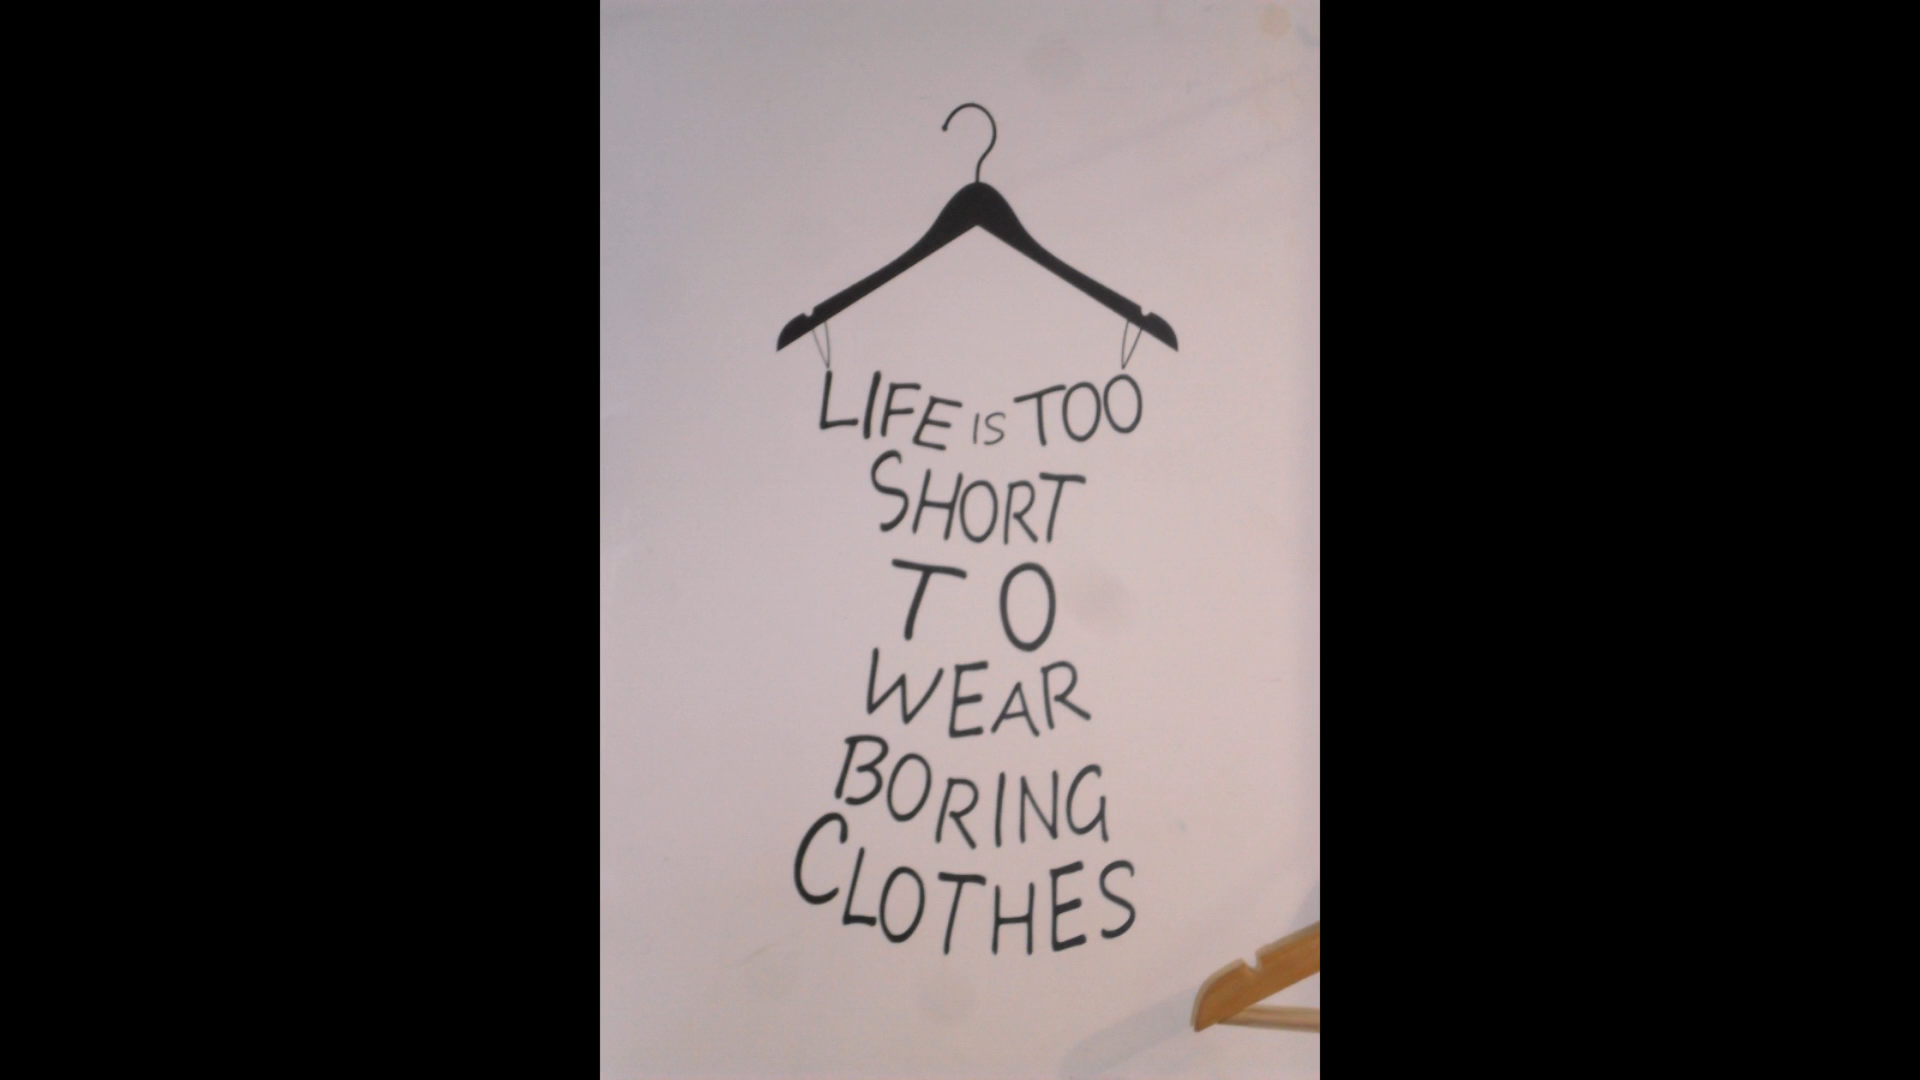 LIFE IS TOO
SHORT
TO
WEAR
BORING
CLOTHES